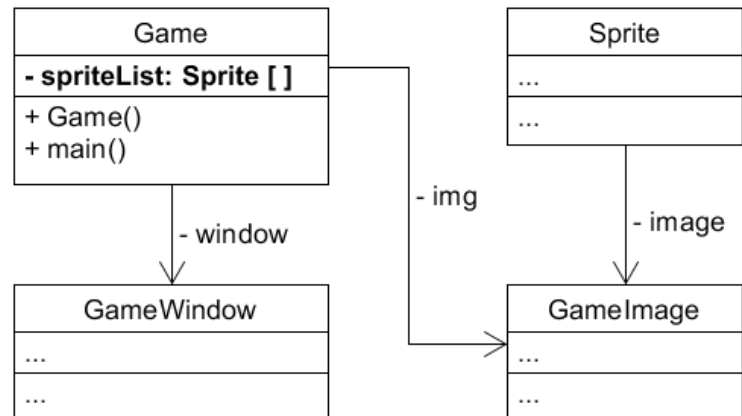 Game
- spriteList: Sprite [ ]
+ Game()
+ main()
Sprite
...
...
- window
- img
- image
GameWindow
...
...
GameImage
...
...